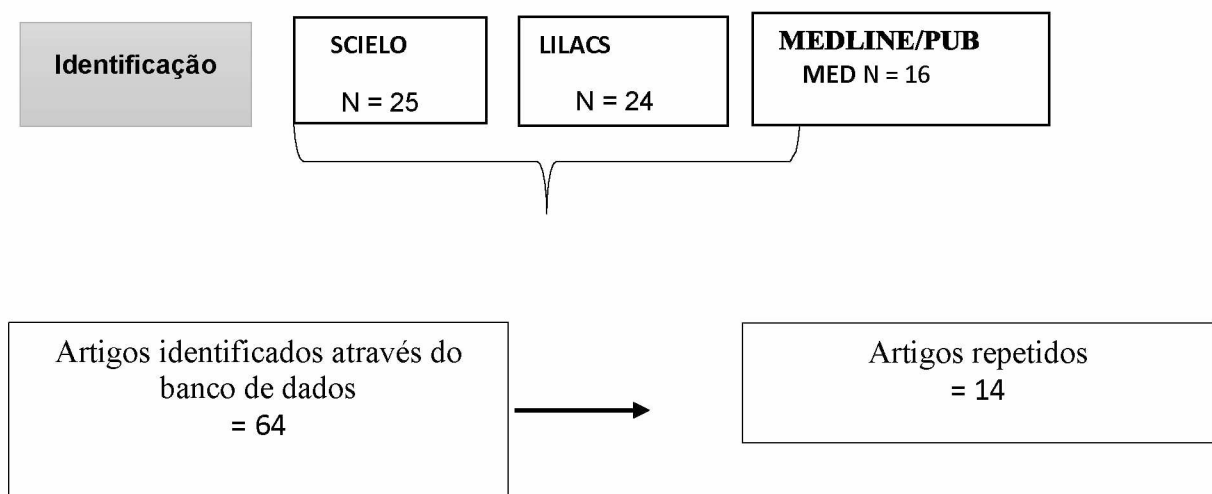 Identificação
SCIELO
N = 25
LILACS
N = 24
MEDLINE/PUB
MED N = 16
Artigos identificados através do
banco de dados
= 64
Artigos repetidos
= 14